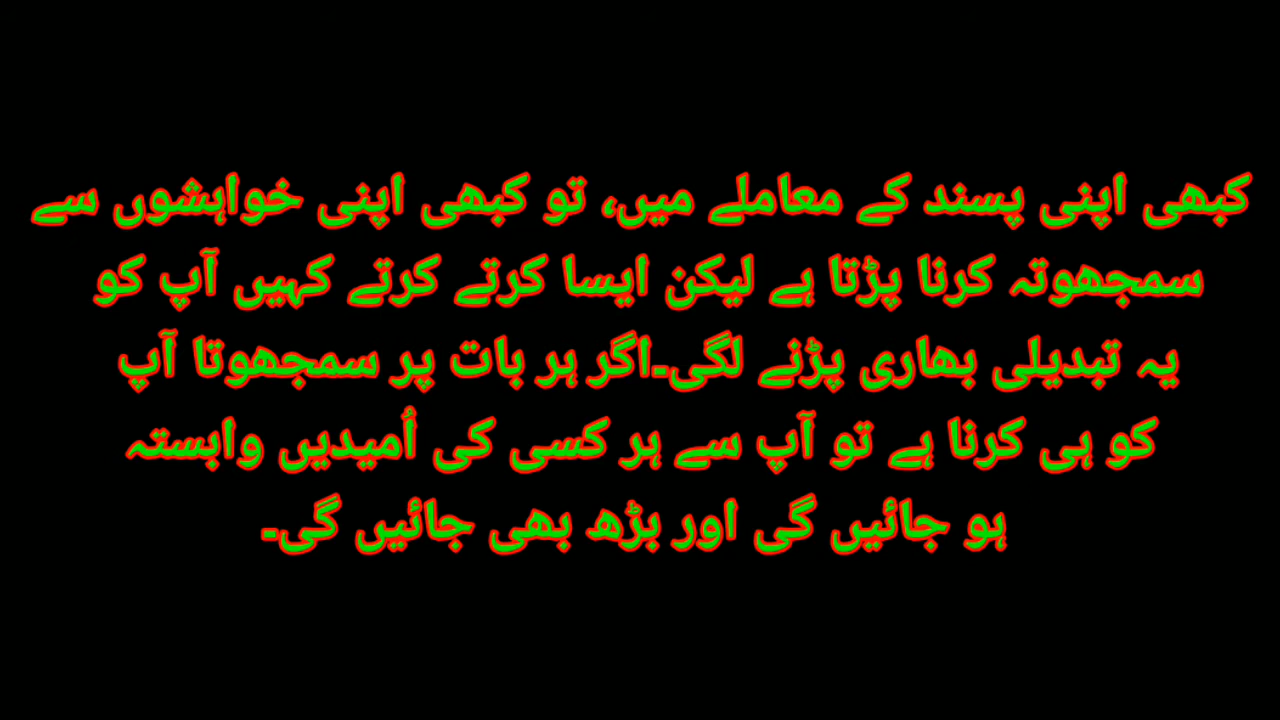 کبھی اپنی پسند کے معاملے میں، تو کبھی اپنی خواہشوں سے
سمجھوتہ کرنا پڑتا ہے لیکن ایسا کرتے کرتے کہیں آپ کو
یہ تبدیلی بھاری پڑنے لگی۔اگر ہر بات پر سمجھوتا آپ
کو ہی کرنا ہے تو آپ سے ہر کسی کی اُمیدیں وابستہ
ہو جائیں گی اور بڑھ بھی جائیں گی۔